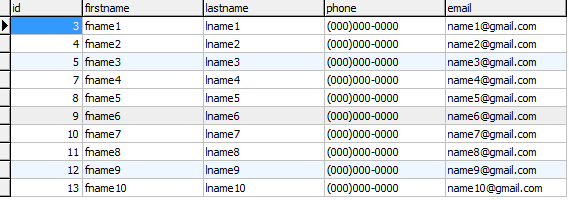 id firstname lastname phone email
3 fname1 lname1 (000)000-0000 name1@gmail.com
4 fname2 lname2 (000)000-0000 name2@gmail.com
5 fname3 lname3 (000)000-0000 name3@gmail.com
7 fname4 lname4 (000)000-0000 name4@gmail.com
8 fname5 lname5 (000)000-0000 name5@gmail.com
9 fname6 lname6 (000)000-0000 name6@gmail.com
10 fname7 lname7 (000)000-0000 name7@gmail.com
11 fname8 lname8 (000)000-0000 name8@gmail.com
12 fname9 lname9 (000)000-0000 name9@gmail.com
13 fname10 lname10 (000)000-0000 name10@gmail.com